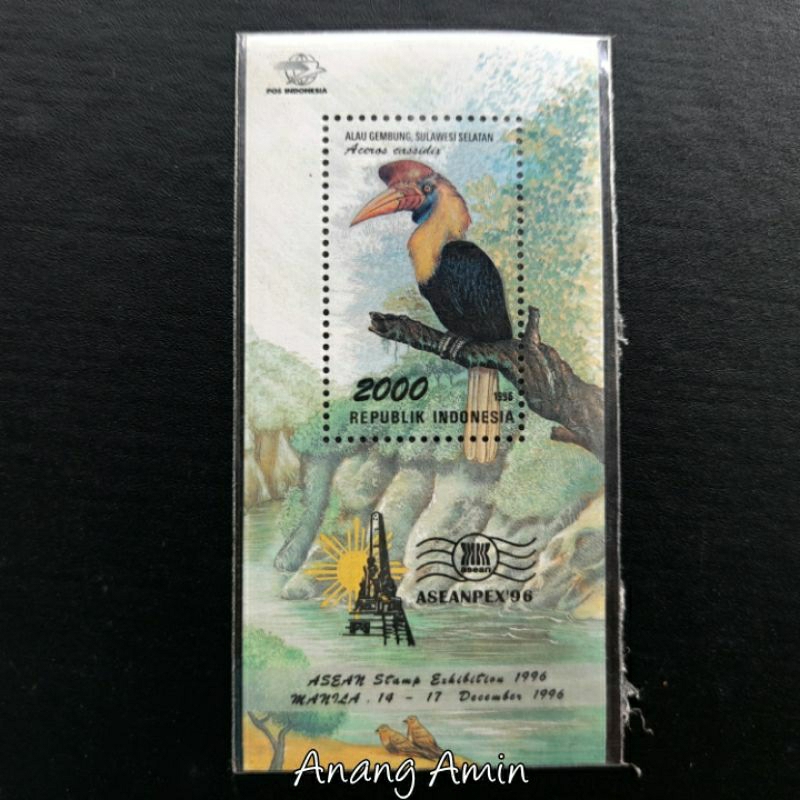 POS INDONESIA
ALAU GEMBUNG, SULAWESI SELATAN
Aceros cassidix
2000
1996
REPUBLIK INDONESIA
asean
ASEANPEX'96
ASEAN Stamp Exhibition 1996
MANILA, 14 - 17 December 1996
Anang Amin